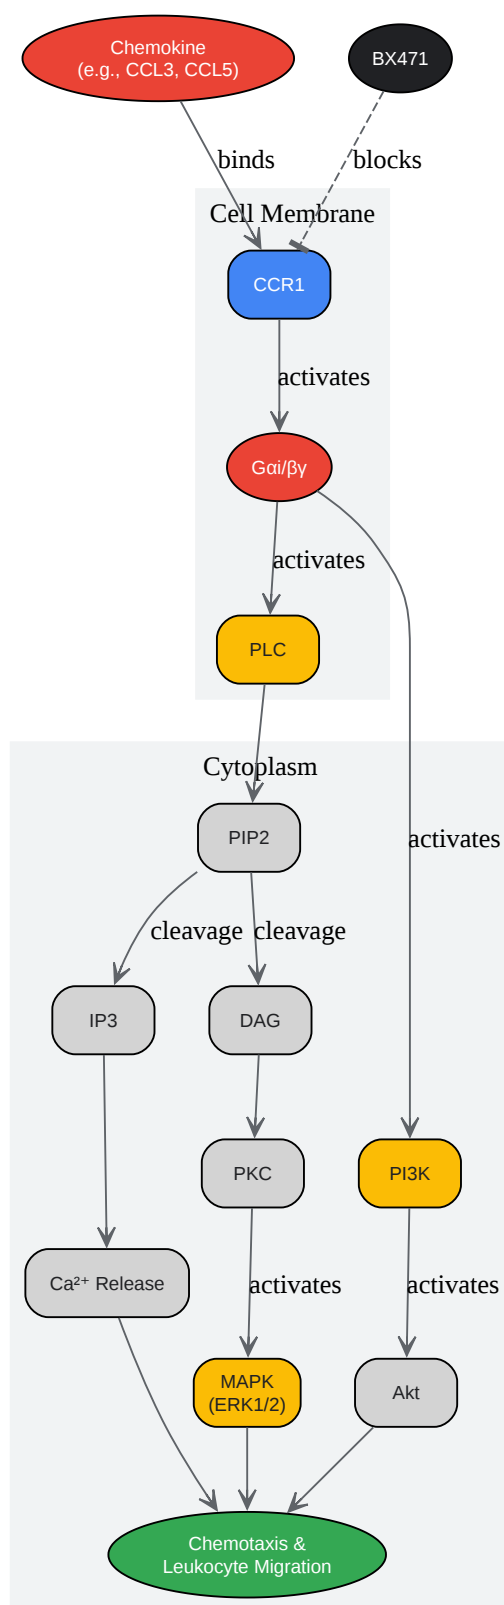 Chemokine
(e.g., CCL3, CCL5)
BX471
binds
blocks
Cell Membrane
CCR1
activates
Gαi/βγ
activates
PLC
Cytoplasm
PIP2
activates
cleavage
cleavage
IP3
DAG
PKC
PI3K
Ca²⁺ Release
activates
activates
MAPK
(ERK1/2)
Akt
Chemotaxis &
Leukocyte Migration